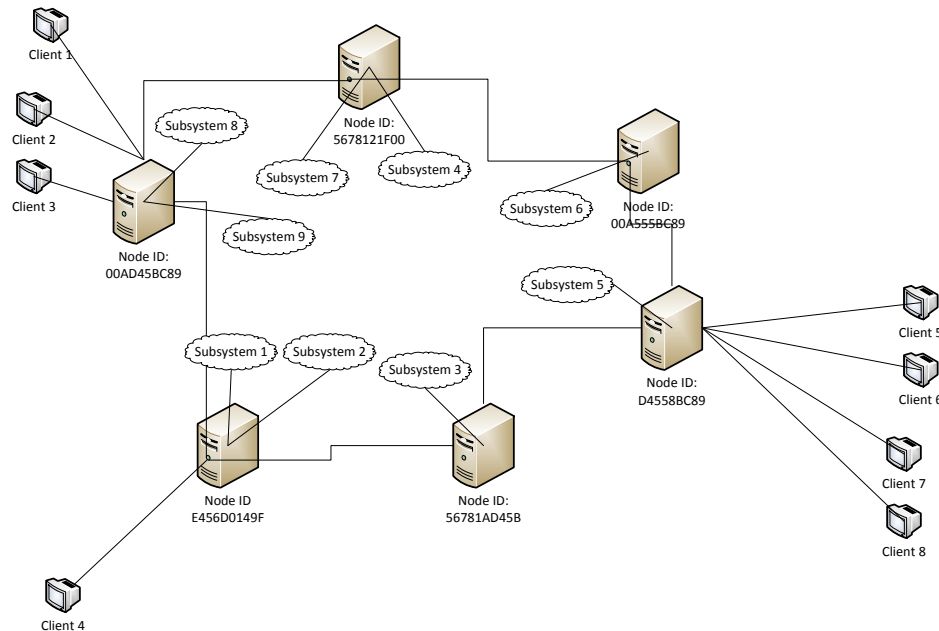 Client 1
Client 2
Client 3
Subsystem 8
Subsystem 9
Node ID:
00AD45BC89
Node ID:
5678121F00
Subsystem 7
Subsystem 4
Subsystem 6
Node ID:
00A555BC89
Subsystem 5
Node ID:
D4558BC89
Client 5
Client 6
Client 7
Client 8
Subsystem 1
Subsystem 2
Subsystem 3
Node ID
E456D0149F
Node ID:
56781AD45B
Client 4